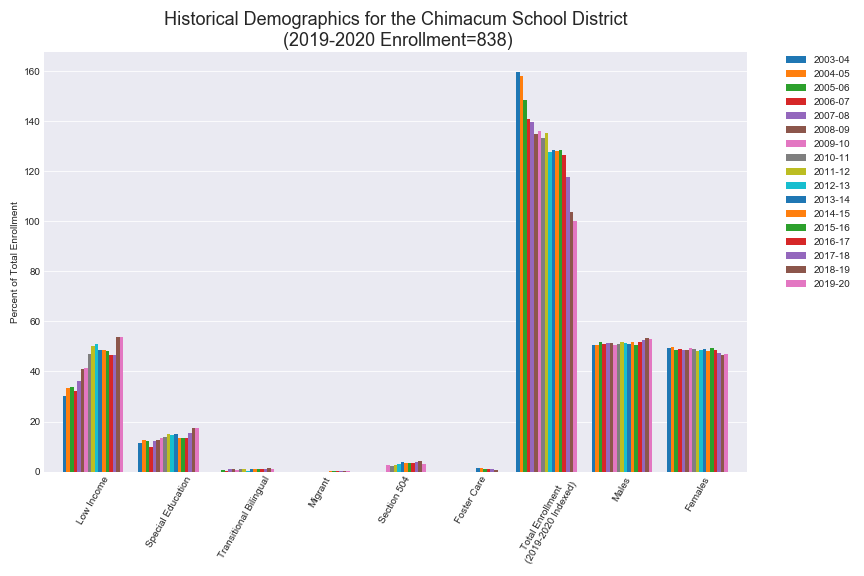 Historical Demographics for the Chimacum School District
(2019-2020 Enrollment=838)
Percent of Total Enrollment
160
140
120
100
80
60
40
20
0
Low Income
Special Education
Transitional Bilingual
Migrant
Section 504
Foster Care
Total Enrollment
(2019-2020 Indexed)
Males
Females
2003-04
2004-05
2005-06
2006-07
2007-08
2008-09
2009-10
2010-11
2011-12
2012-13
2013-14
2014-15
2015-16
2016-17
2017-18
2018-19
2019-20